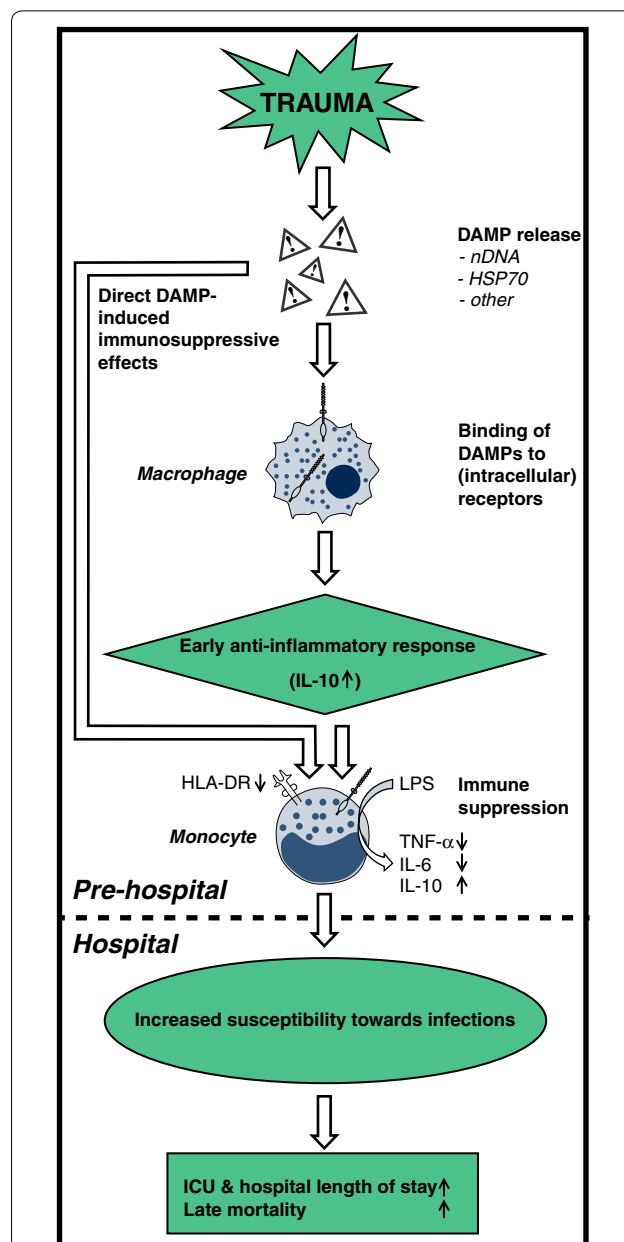 TRAUMA
DAMP release
- nDNA
- HSP70
- other
Direct DAMP-
induced
immunosuppressive
effects
Macrophage
Binding of
DAMPs to
(intracellular)
receptors
Early anti-inflammatory response
(IL-10↑)
HLA-DR↓
LPS
Immune
suppression
Monocyte
TNF-α↓
IL-6 ↓
IL-10 ↑
Pre-hospital
Hospital
Increased susceptibility towards infections
ICU & hospital length of stay↑
Late mortality ↑